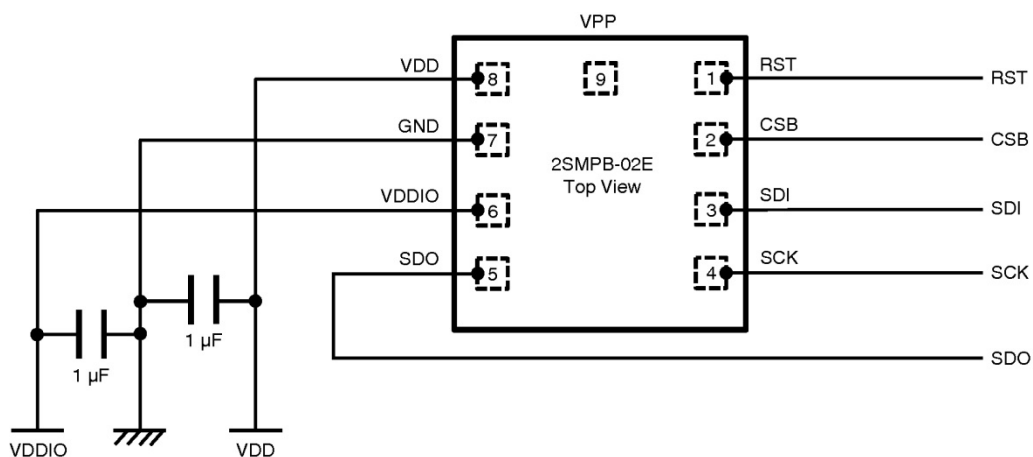 VPP
VDD
8
9
1
RST
RST
GND
7
2
CSB
CSB
2SMPB-02E
Top View
VDDIO
6
3
SDI
SDI
SDO
5
4
SCK
SCK
1 µF
1 µF
SDO
VDDIO
VDD